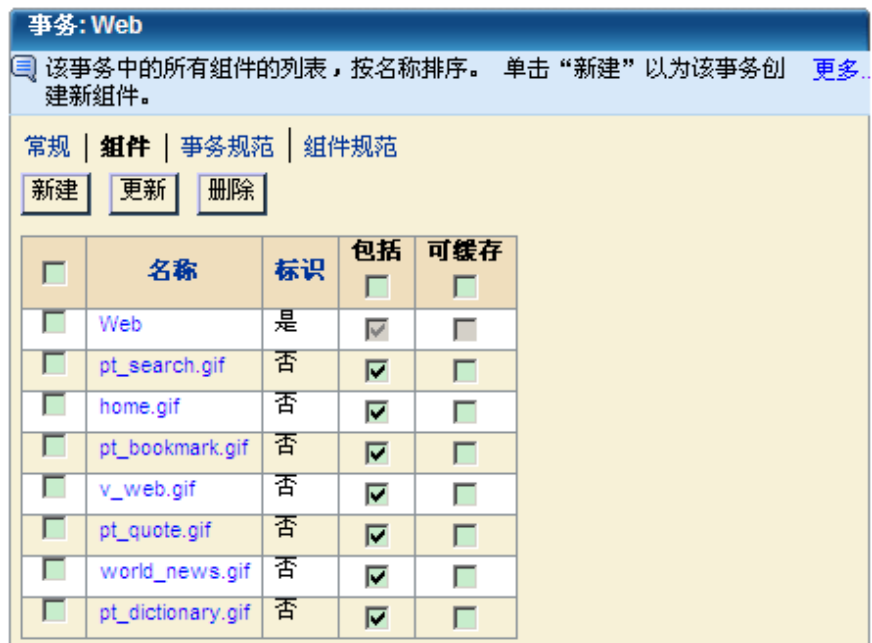 事务: Web
该事务中的所有组件的列表，按名称排序。 单击“新建”以为该事务创 更多..
建新组件。
常规 | 组件 | 事务规范 | 组件规范
新建 更新 删除
名称 标识 包括 可缓存
Web 是
pt_search.gif 否
home.gif 否
pt_bookmark.gif 否
v_web.gif 否
pt_quote.gif 否
world_news.gif 否
pt_dictionary.gif 否